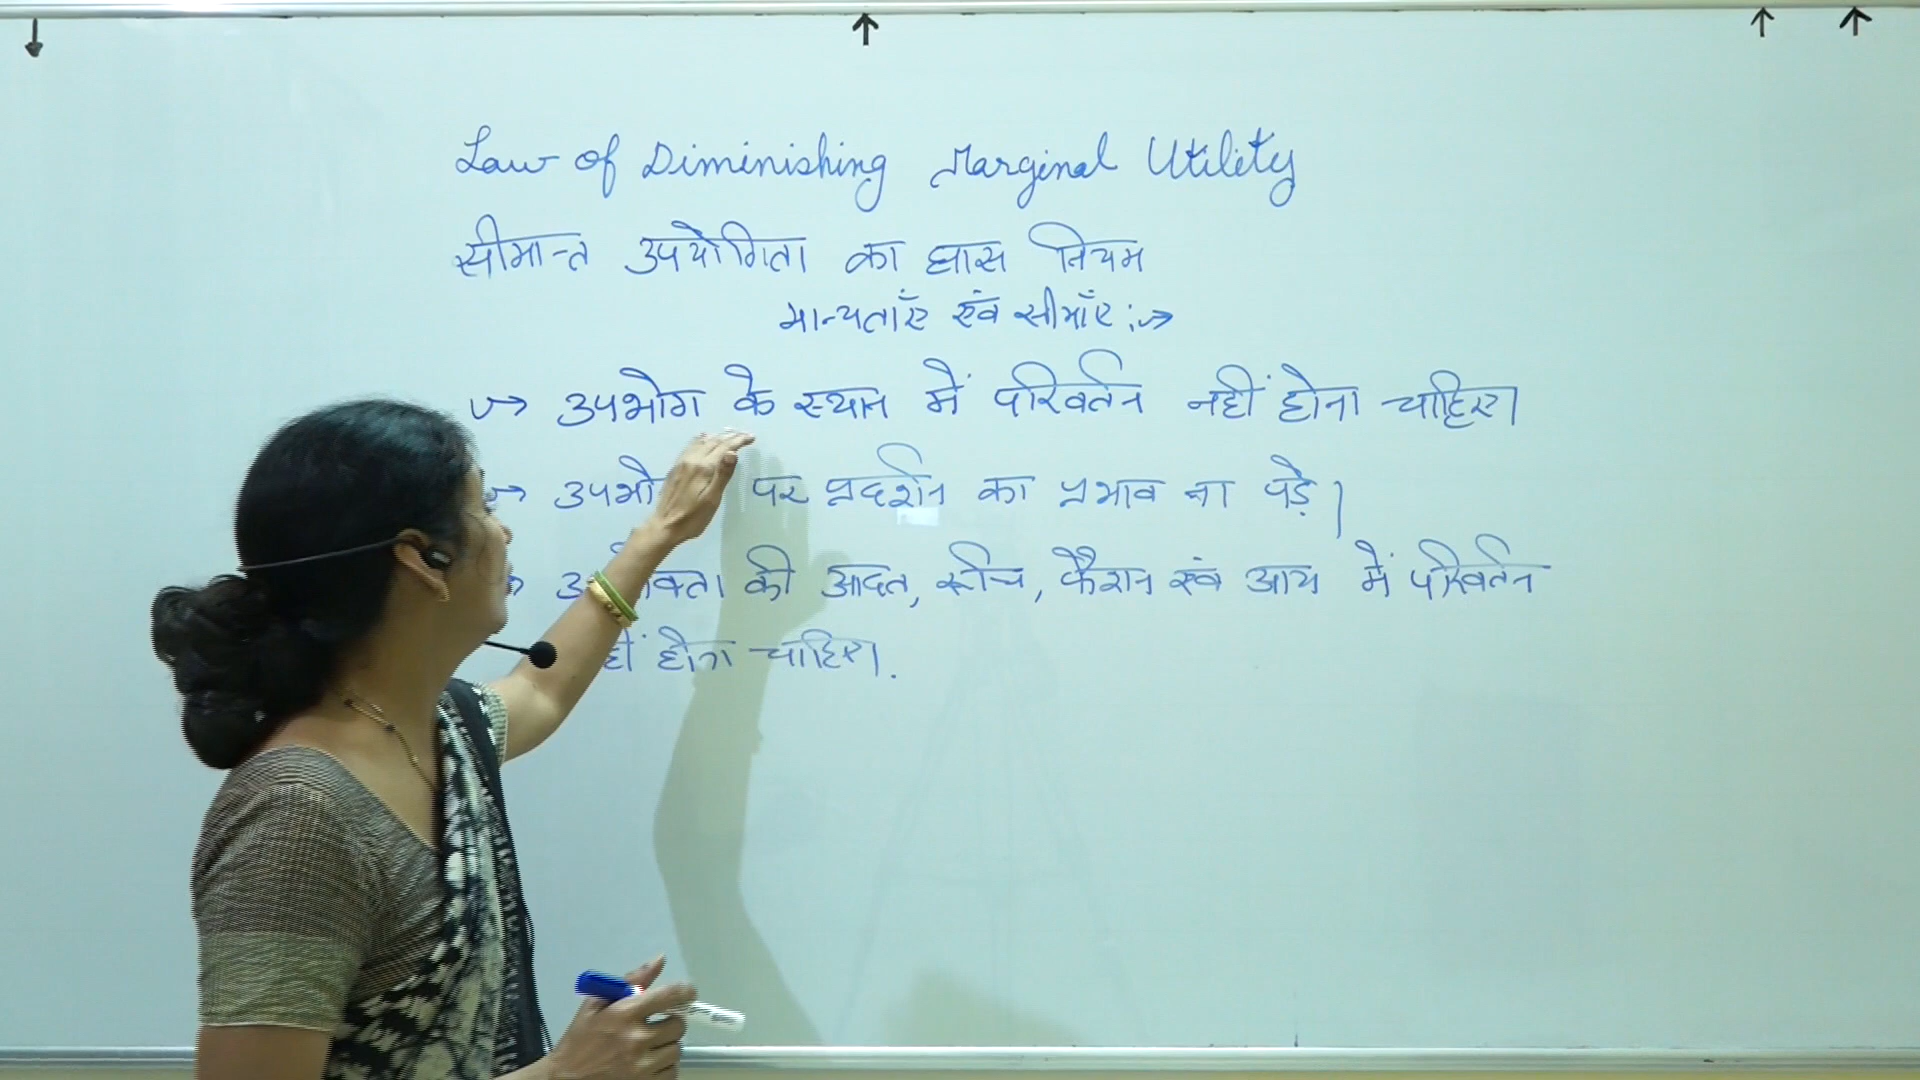 Law of Diminishing Marginal Utility
सीमान्त उपयोगिता का ह्रास नियम
मान्यताएँ एवं सीमाएँ :→
→ उपभोग के स्थान में परिवर्तन नहीं होना चाहिए।
→ पर प्रदर्शन का प्रभाव ना पड़े।
→ की आदत, रूचि, फैशन एवं आय में परिवर्तन
होना चाहिए।.